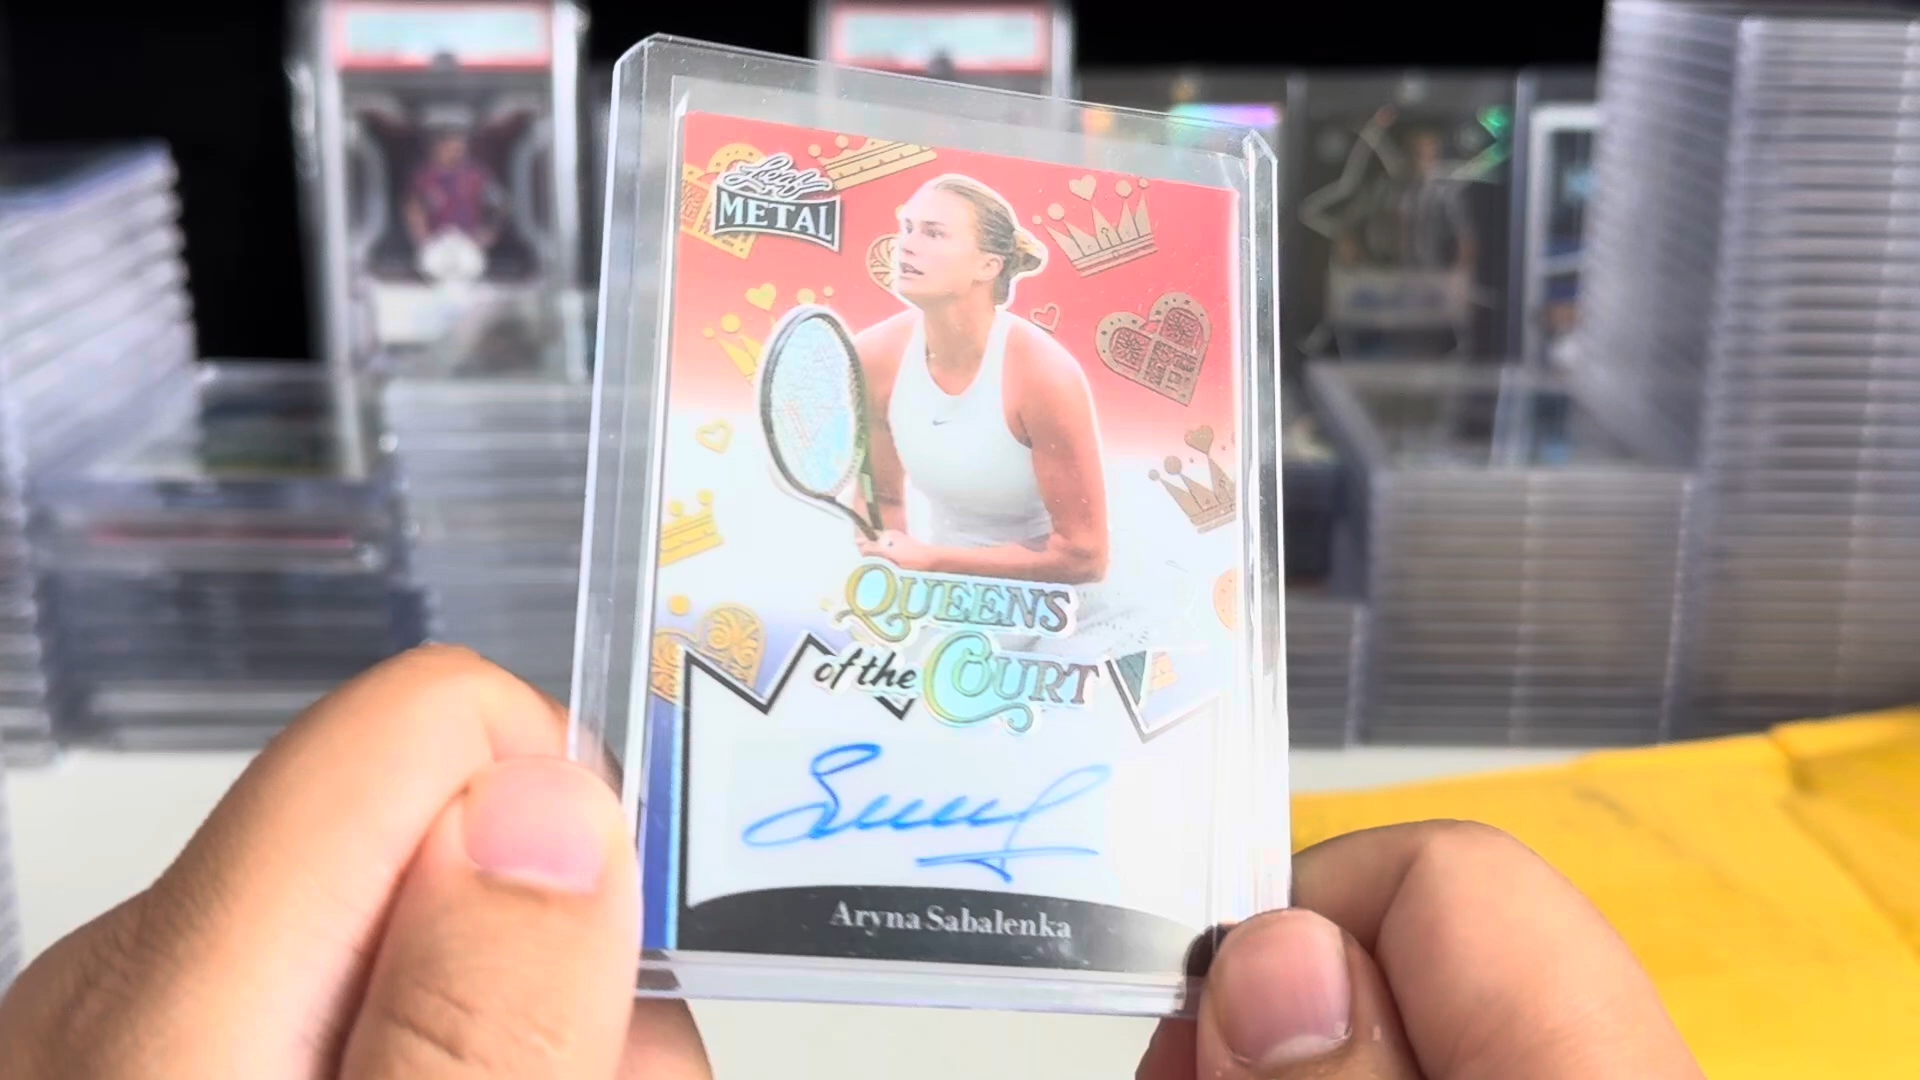 Leaf
METAL
QUEENS
of the COURT
Aryna Sabalenka